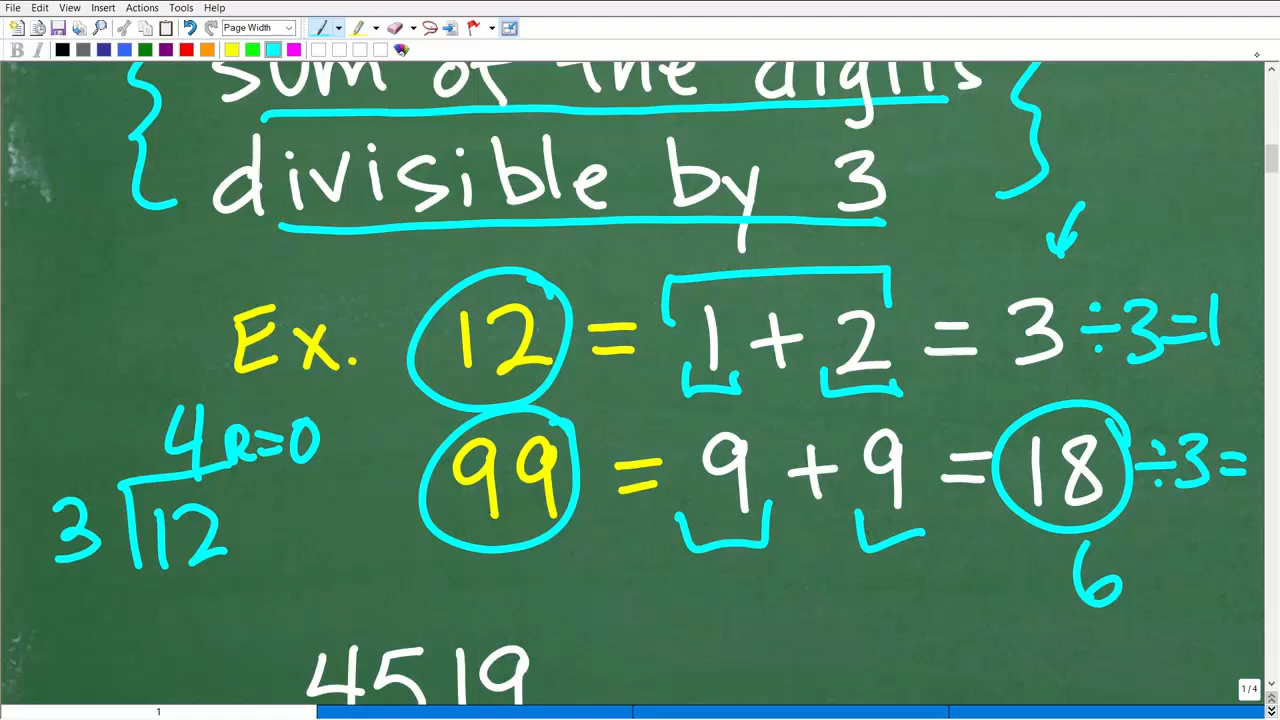 File Edit View Insert Actions Tools Help
Page Width
B I
sum of the digits
divisible by 3
Ex. 12 = 1 + 2 = 3 ÷3=1
4 R=0
99 = 9 + 9 = 18 ÷3=
3 12
6
4519
1/4
1